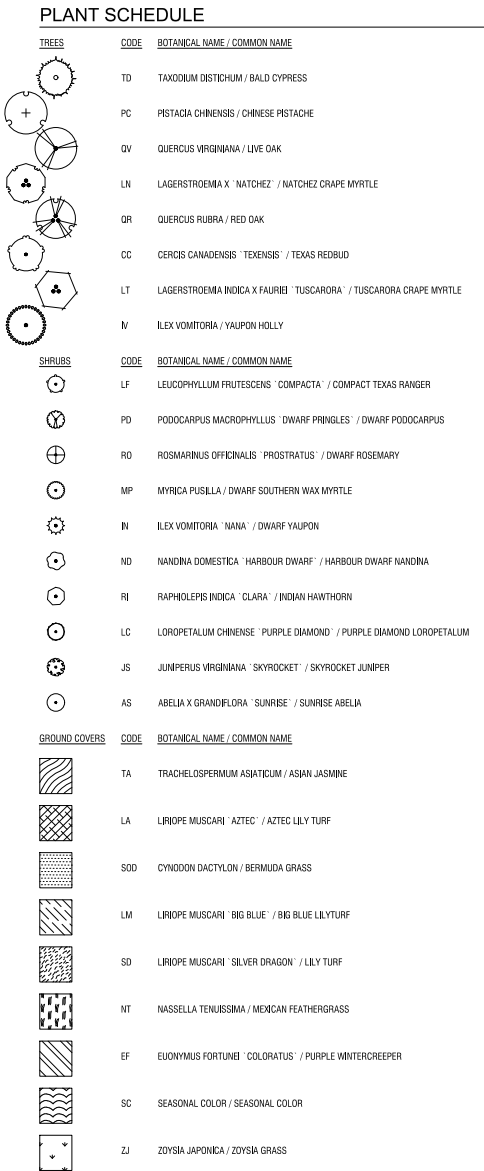 PLANT SCHEDULE
TREES CODE BOTANICAL NAME / COMMON NAME
TD TAXODIUM DISTICHUM / BALD CYPRESS
PC PISTACIA CHINENSIS / CHINESE PISTACHE
QV QUERCUS VIRGINIANA / LIVE OAK
LN LAGERSTROEMIA X `NATCHEZ` / NATCHEZ CRAPE MYRTLE
QR QUERCUS RUBRA / RED OAK
CC CERCIS CANADENSIS `TEXENSIS` / TEXAS REDBUD
LT LAGERSTROEMIA INDICA X FAURIEI `TUSCARORA` / TUSCARORA CRAPE MYRTLE
IV ILEX VOMITORIA / YAUPON HOLLY
SHRUBS CODE BOTANICAL NAME / COMMON NAME
LF LEUCOPHYLLUM FRUTESCENS `COMPACTA` / COMPACT TEXAS RANGER
PD PODOCARPUS MACROPHYLLUS `DWARF PRINGLES` / DWARF PODOCARPUS
RO ROSMARINUS OFFICINALIS `PROSTRATUS` / DWARF ROSEMARY
MP MYRICA PUSILLA / DWARF SOUTHERN WAX MYRTLE
IN ILEX VOMITORIA `NANA` / DWARF YAUPON
ND NANDINA DOMESTICA `HARBOUR DWARF` / HARBOUR DWARF NANDINA
RI RAPHIOLEPIS INDICA `CLARA` / INDIAN HAWTHORN
LC LOROPETALUM CHINENSE `PURPLE DIAMOND` / PURPLE DIAMOND LOROPETALUM
JS JUNIPERUS VIRGINIANA `SKYROCKET` / SKYROCKET JUNIPER
AS ABELIA X GRANDIFLORA `SUNRISE` / SUNRISE ABELIA
GROUND COVERS CODE BOTANICAL NAME / COMMON NAME
TA TRACHELOSPERMUM ASIATICUM / ASIAN JASMINE
LA LIRIOPE MUSCARI `AZTEC` / AZTEC LILY TURF
SOD CYNODON DACTYLON / BERMUDA GRASS
LM LIRIOPE MUSCARI `BIG BLUE` / BIG BLUE LILYTURF
SD LIRIOPE MUSCARI `SILVER DRAGON` / LILY TURF
NT NASSELLA TENUISSIMA / MEXICAN FEATHERGRASS
EF EUONYMUS FORTUNEI `COLORATUS` / PURPLE WINTERCREEPER
SC SEASONAL COLOR / SEASONAL COLOR
ZJ ZOYSIA JAPONICA / ZOYSIA GRASS